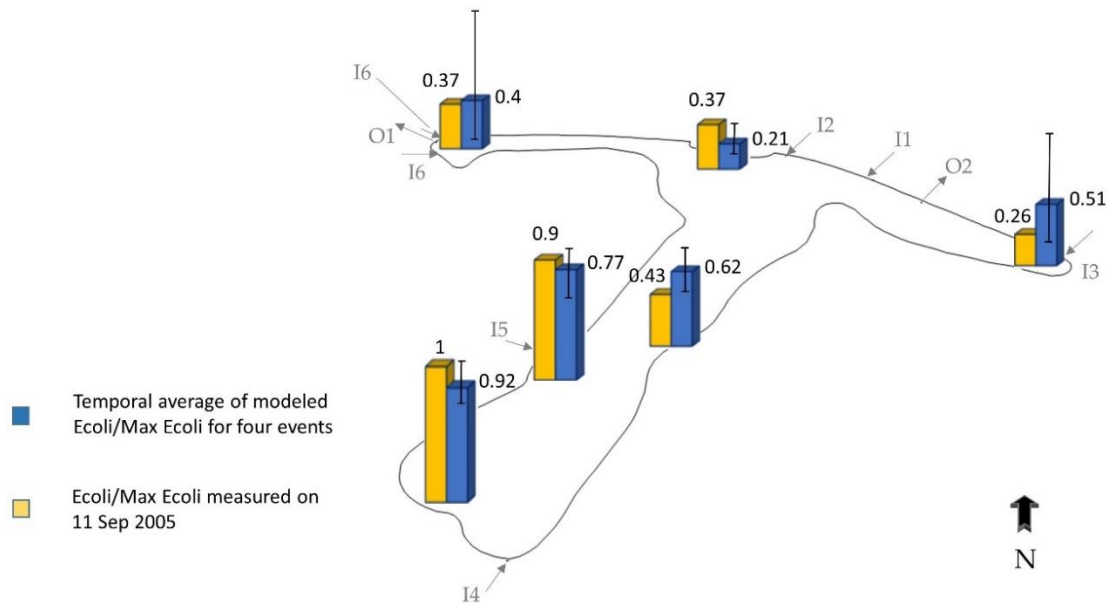 I6
0.37
0.4
O1
I6
0.37
0.21
I2
I1
O2
0.51
0.26
I3
0.9
0.77
0.43
0.62
I5
1
0.92
Temporal average of modeled
Ecoli/Max Ecoli for four events
Ecoli/Max Ecoli measured on
11 Sep 2005
I4
N